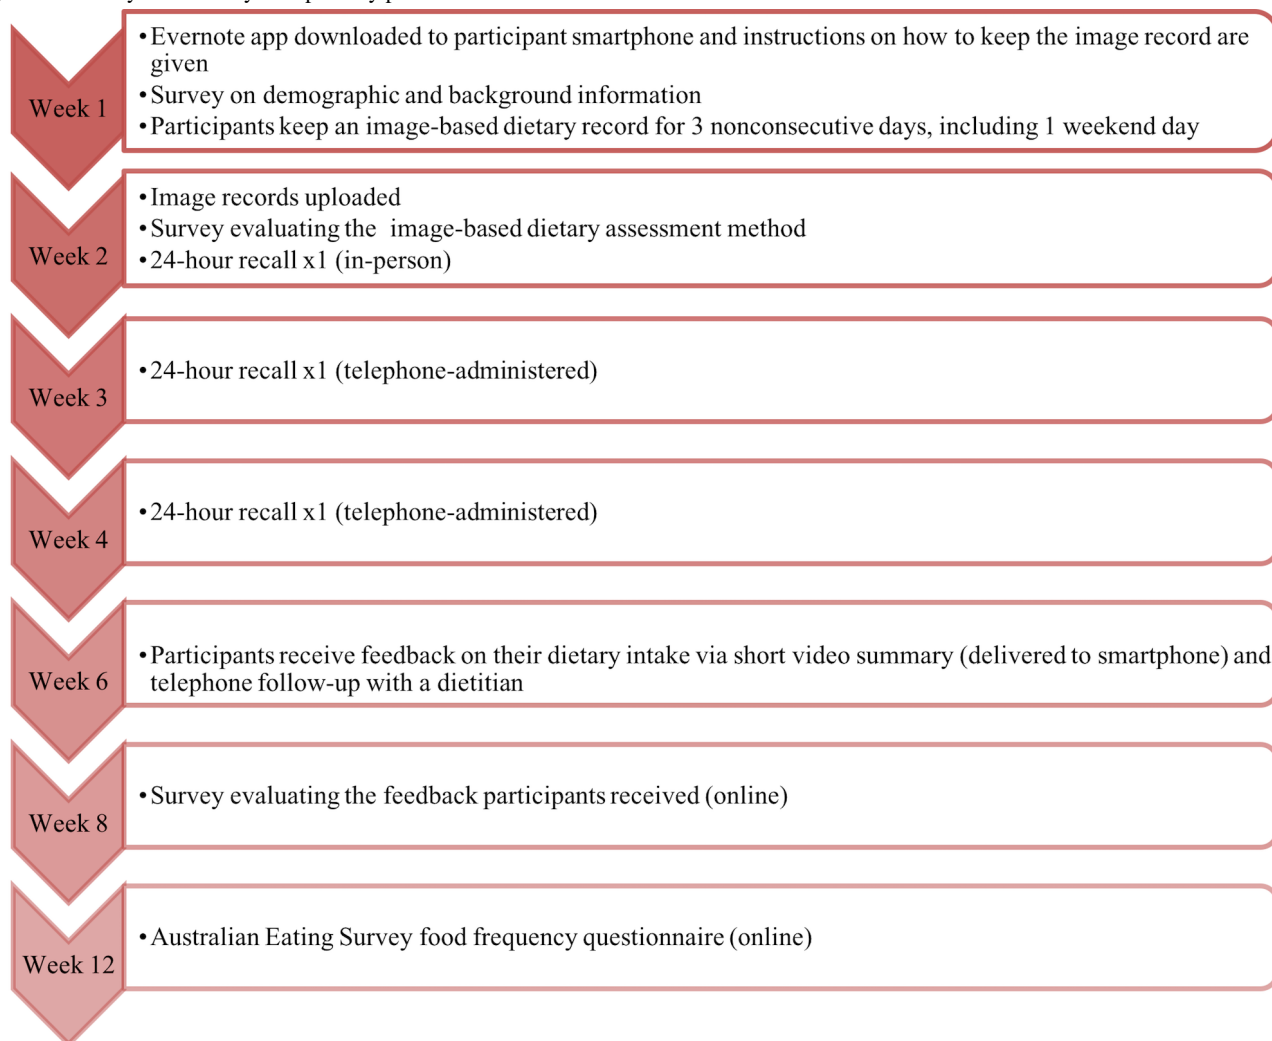 Week 1
•Evernote app downloaded to participant smartphone and instructions on how to keep the image record are
given
•Survey on demographic and background information
•Participants keep an image-based dietary record for 3 nonconsecutive days, including 1 weekend day
Week 2
•Image records uploaded
•Survey evaluating the image-based dietary assessment method
•24-hour recall x1 (in-person)
Week 3
•24-hour recall x1 (telephone-administered)
Week 4
•24-hour recall x1 (telephone-administered)
Week 6
•Participants receive feedback on their dietary intake via short video summary (delivered to smartphone) and
telephone follow-up with a dietitian
Week 8
•Survey evaluating the feedback participants received (online)
Week 12
•Australian Eating Survey food frequency questionnaire (online)